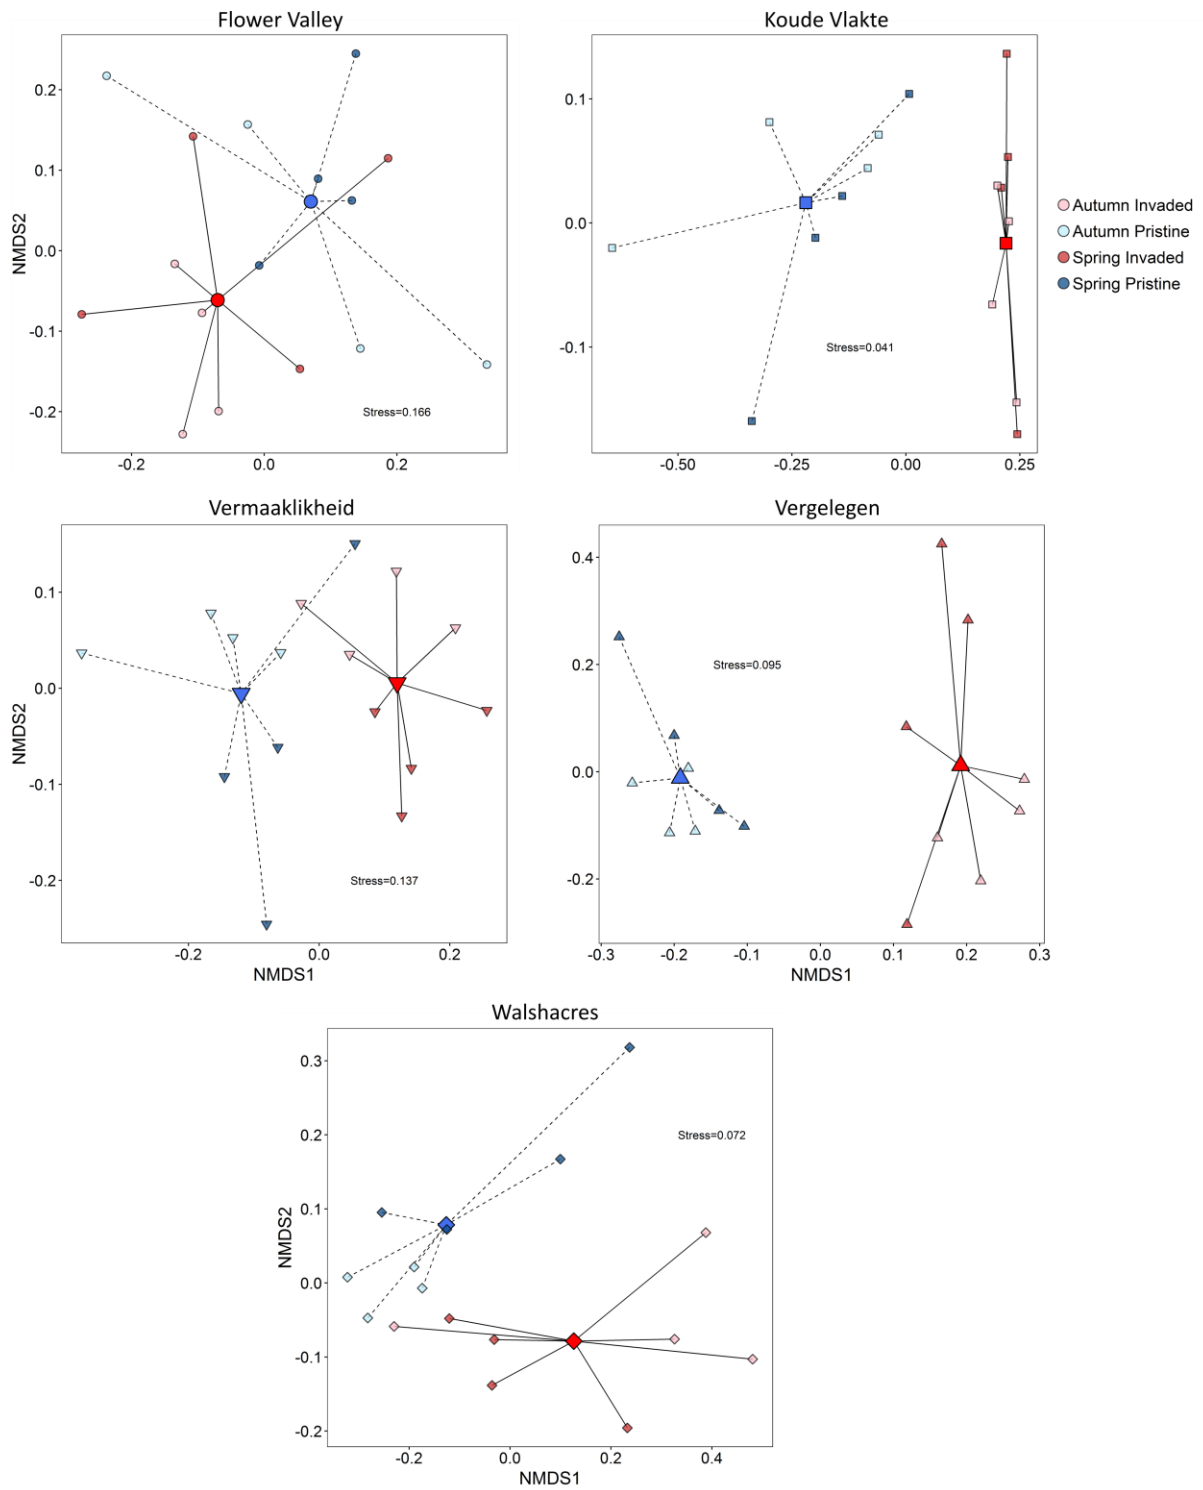 Flower Valley
NMDS2
0.2
0.1
0.0
-0.1
-0.2
Stress=0.166
-0.2 0.0 0.2
Koude Vlakte
0.1
0.0
-0.1
Stress=0.041
-0.50 -0.25 0.00 0.25
Autumn Invaded
Autumn Pristine
Spring Invaded
Spring Pristine
Vermaaklikheid
NMDS2
0.1
0.0
-0.1
-0.2
Stress=0.137
-0.2 0.0 0.2
NMDS1
Vergelegen
0.4
0.2
0.0
-0.2
Stress=0.095
-0.3 -0.2 -0.1 0.0 0.1 0.2 0.3
NMDS1
Walshacres
NMDS2
0.3
0.2
0.1
0.0
-0.1
-0.2
Stress=0.072
-0.2 0.0 0.2 0.4
NMDS1